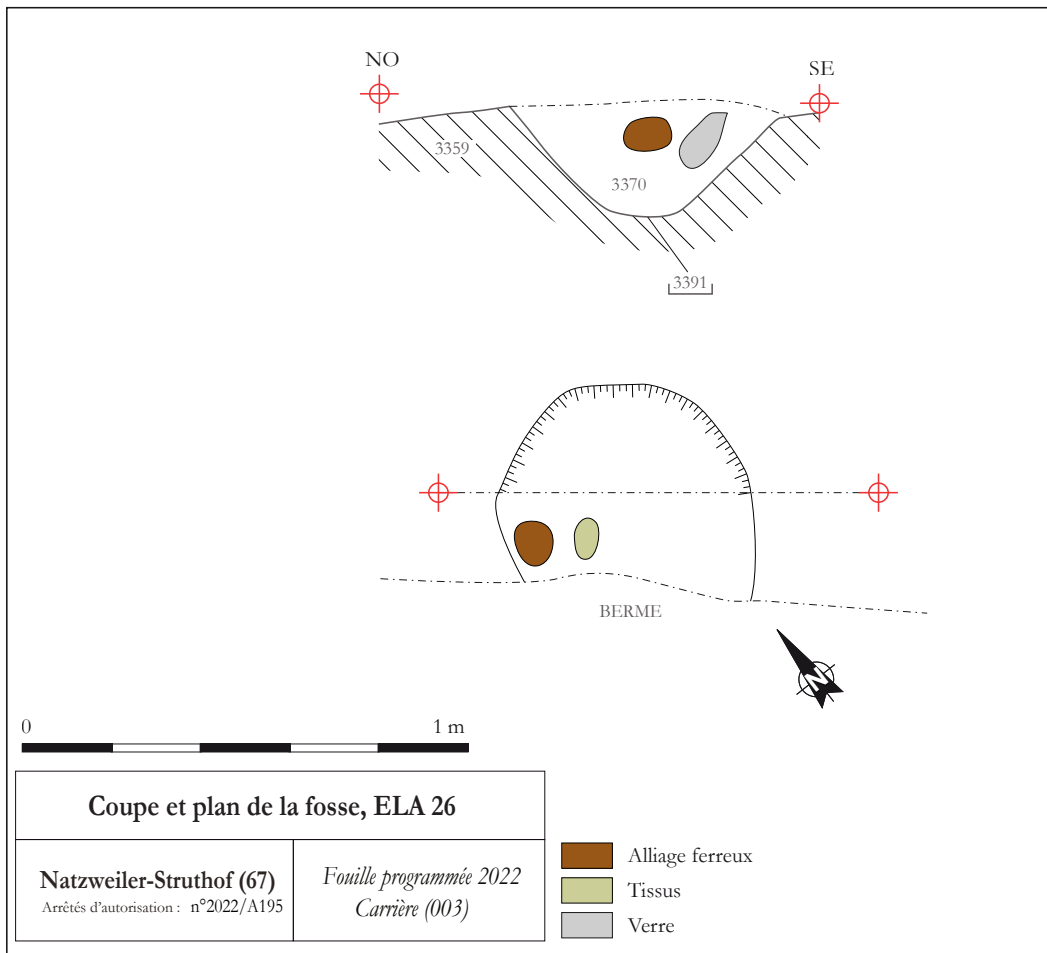 NO
SE
3359
3370
3391
BERME
N
0
1 m
Coupe et plan de la fosse, ELA 26
Natzweiler-Struthof (67)
Arrêtés d'autorisation : n°2022/A195
Fouille programmée 2022
Carrière (003)
Alliage ferreux
Tissus
Verre